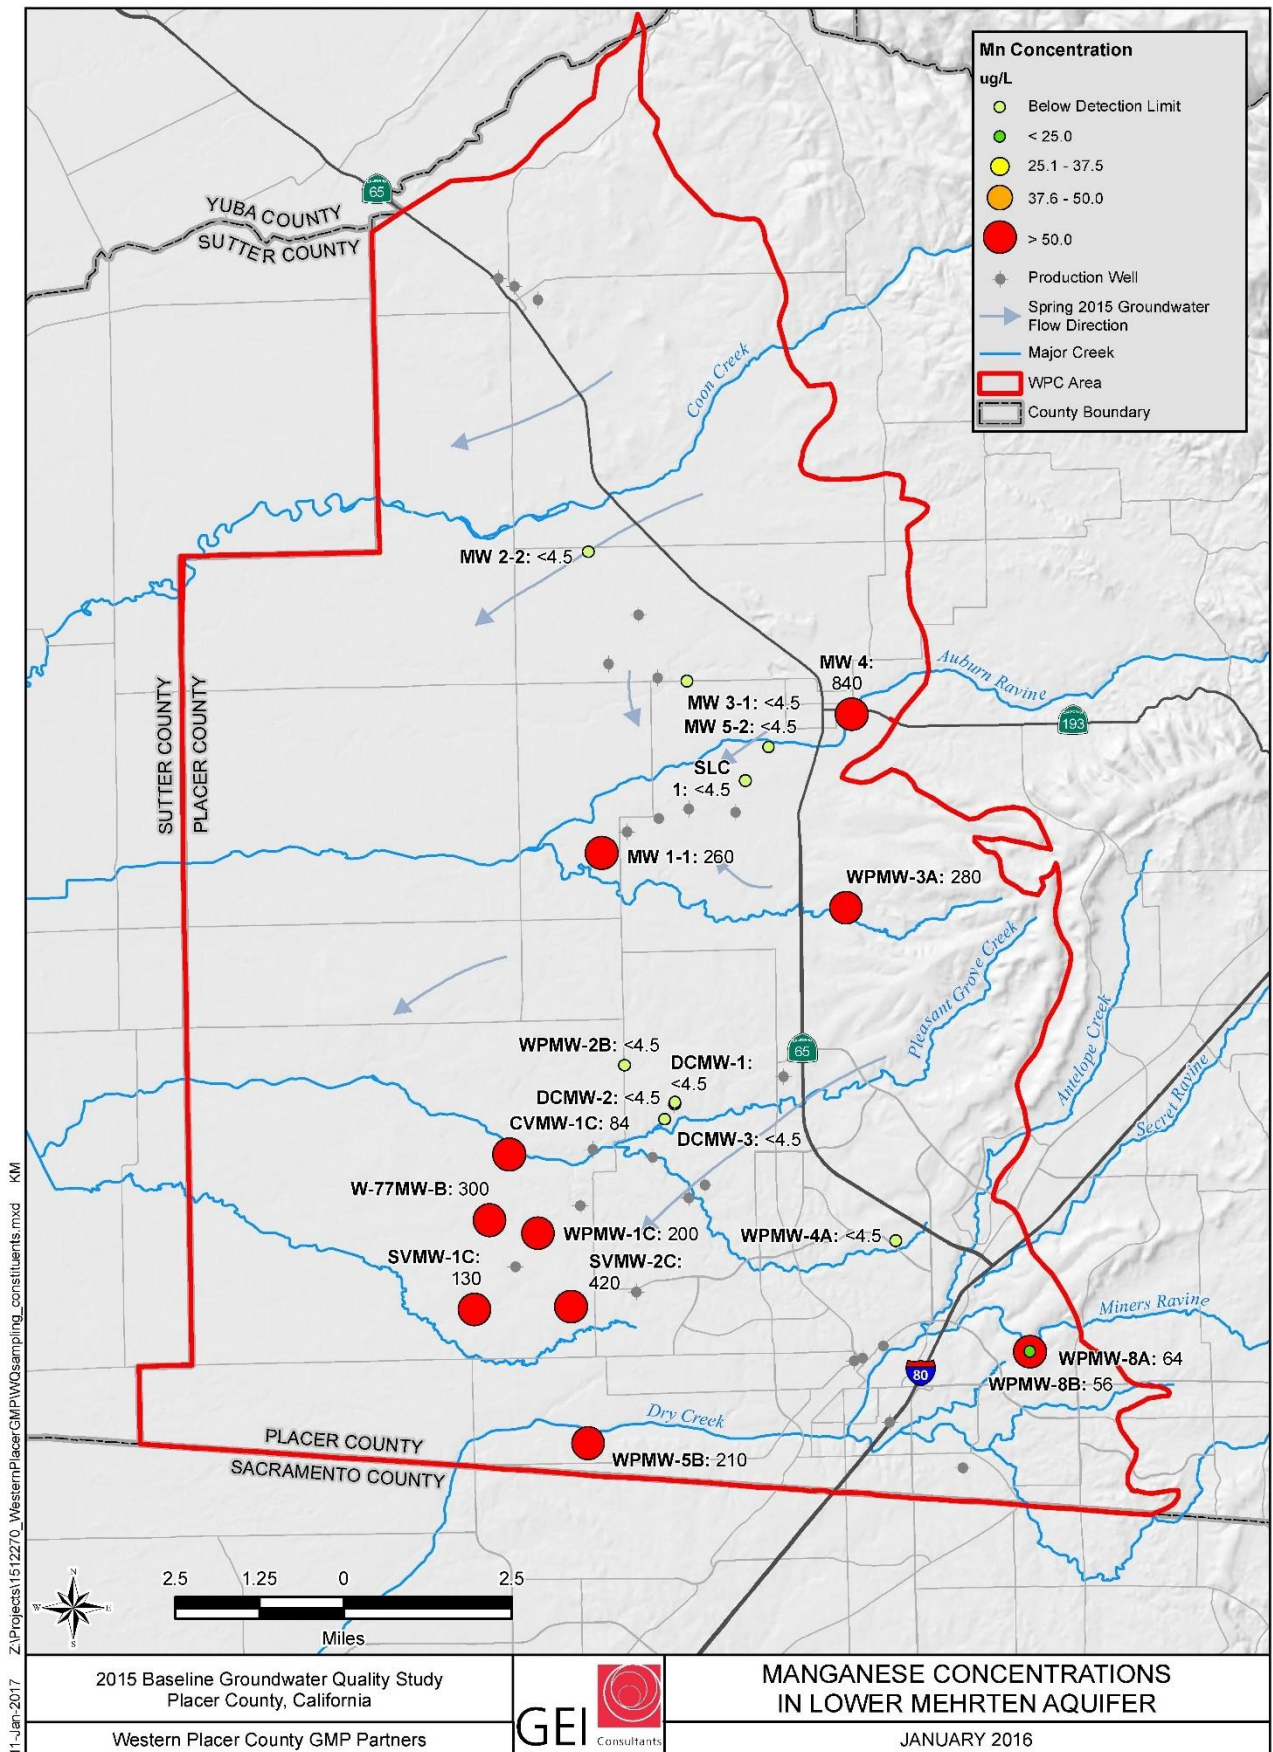 Mn Concentration
ug/L
Below Detection Limit
< 25.0
25.1 - 37.5
37.6 - 50.0
> 50.0
Production Well
Spring 2015 Groundwater
Flow Direction
Major Creek
WPC Area
County Boundary
65
YUBA COUNTY
SUTTER COUNTY
Coon Creek
MW 2-2: <4.5
MW 4:
840
Auburn Ravine
193
MW 3-1: <4.5
MW 5-2: <4.5
SLC
1: <4.5
SUTTER COUNTY
PLACER COUNTY
MW 1-1: 260
WPMW-3A: 280
Pleasant Grove Creek
Antelope Creek
Secret Ravine
65
WPMW-2B: <4.5
DCMW-1:
<4.5
DCMW-2: <4.5
CVMW-1C: 84
DCMW-3: <4.5
W-77MW-B: 300
WPMW-1C: 200
WPMW-4A: <4.5
SVMW-1C:
130
SVMW-2C:
420
Miners Ravine
WPMW-8A: 64
WPMW-8B: 56
80
Dry Creek
PLACER COUNTY
SACRAMENTO COUNTY
WPMW-5B: 210
N
W
E
S
2.5 1.25 0 2.5
Miles
11-Jan-2017 Z:\Projects\1512270_WesternPlacerGMP\WQsampling_constituents.mxd KM
2015 Baseline Groundwater Quality Study
Placer County, California
Western Placer County GMP Partners
GEI
Consultants
MANGANESE CONCENTRATIONS
IN LOWER MEHRTEN AQUIFER
JANUARY 2016